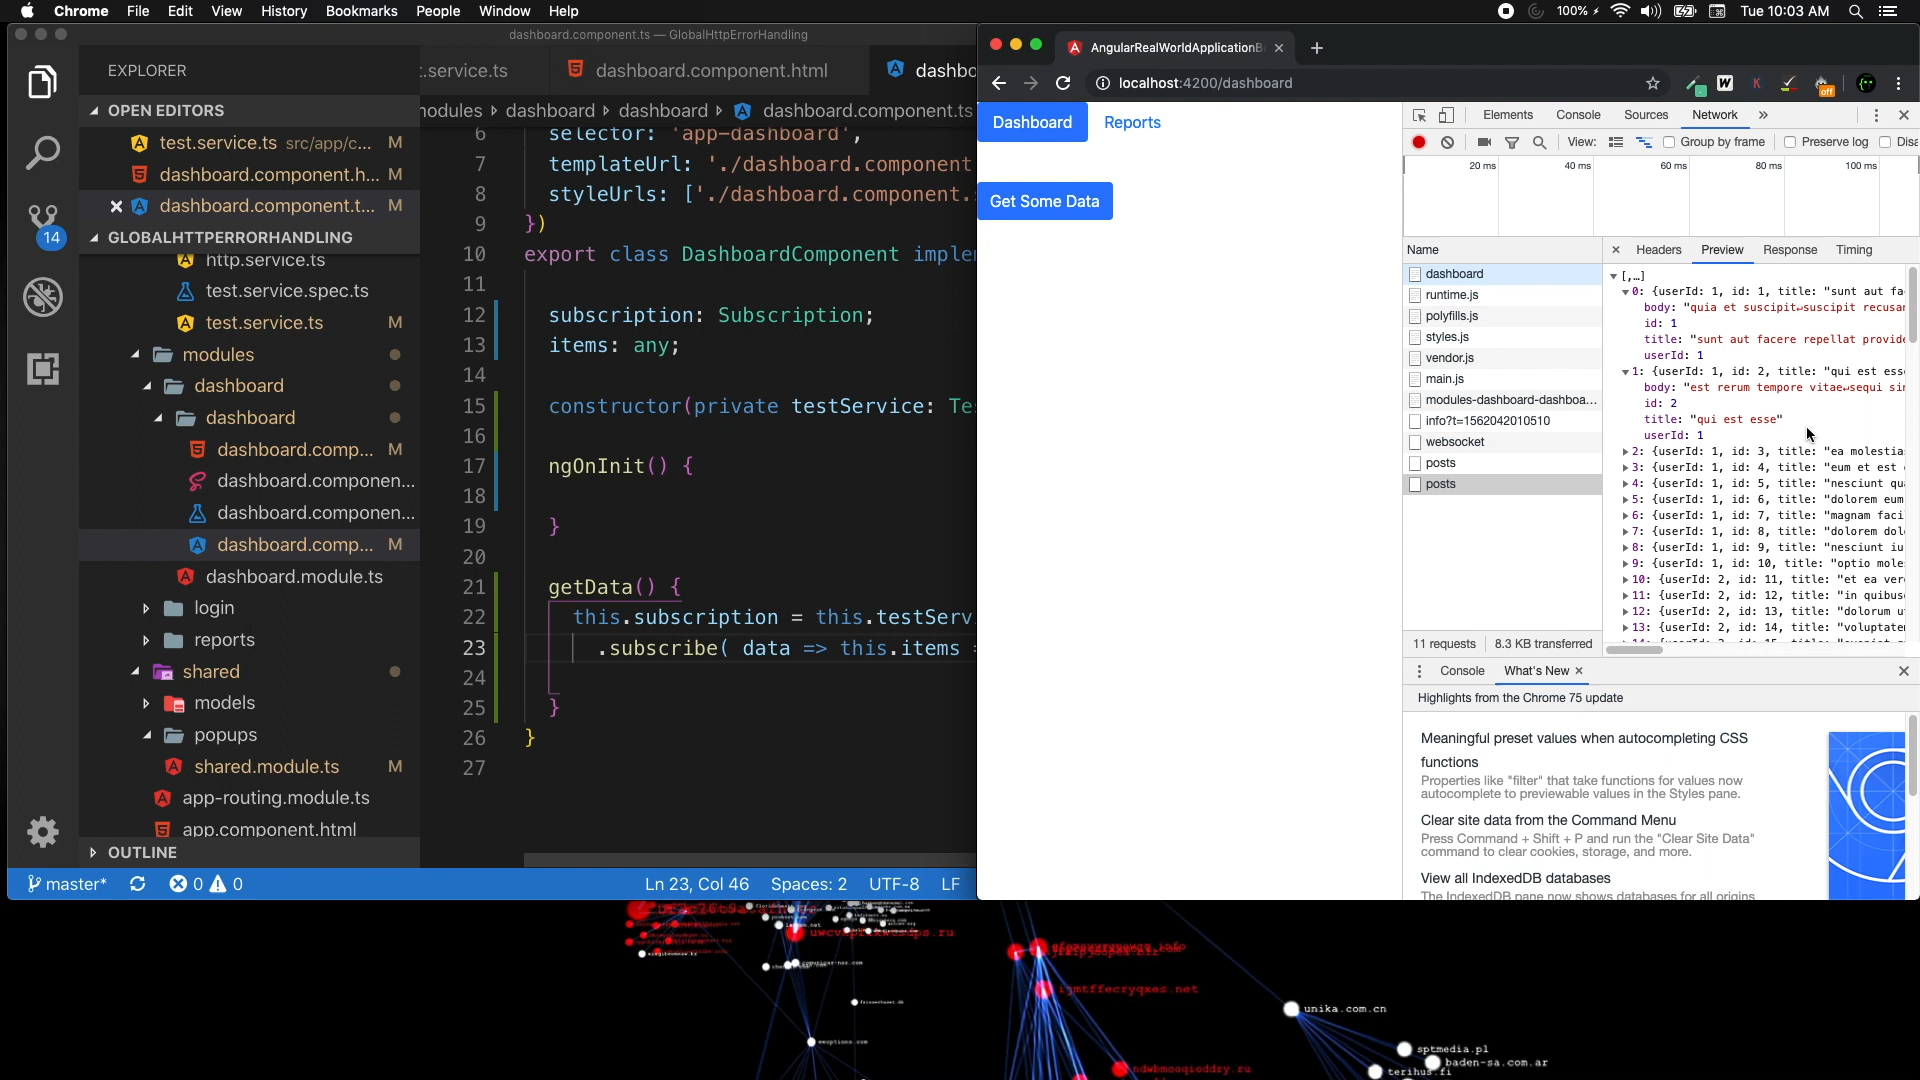 Chrome File Edit View History Bookmarks People Window Help
100% Tue 10:03 AM
dashboard.component.ts — GlobalHttpErrorHandling
EXPLORER
OPEN EDITORS
test.service.ts src/app/c... M
dashboard.component.h... M
dashboard.component.t... M
14
GLOBALHTTPERRORHANDLING
http.service.ts
test.service.spec.ts
test.service.ts M
modules
dashboard
dashboard
dashboard.comp... M
dashboard.componen...
dashboard.componen...
dashboard.comp... M
dashboard.module.ts
login
reports
shared
models
popups
shared.module.ts M
app-routing.module.ts
app.component.html
OUTLINE
.service.ts dashboard.component.html dashbo
nodules dashboard dashboard dashboard.component.ts
6 selector: 'app-dashboard',
7 templateUrl: './dashboard.component
8 styleUrls: ['./dashboard.component.
9 })
10 export class DashboardComponent imple
11
12 subscription: Subscription;
13 items: any;
14
15 constructor(private testService: Te
16
17 ngOnInit() {
18
19 }
20
21 getData() {
22 this.subscription = this.testServ
23 .subscribe( data => this.items =
24
25 }
26 }
27
master* 0 0 Ln 23, Col 46 Spaces: 2 UTF-8 LF
AngularRealWorldApplicationB
localhost:4200/dashboard
off
Dashboard Reports
Get Some Data
Elements Console Sources Network »
View: Group by frame Preserve log Disa
20 ms 40 ms 60 ms 80 ms 100 ms
Name
dashboard
runtime.js
polyfills.js
styles.js
vendor.js
main.js
modules-dashboard-dashboa...
info?t=1562042010510
websocket
posts
posts
11 requests 8.3 KB transferred
Headers Preview Response Timing
[,…]
0: {userId: 1, id: 1, title: "sunt aut fa
body: "quia et suscipit↵suscipit recusan
id: 1
title: "sunt aut facere repellat provide
userId: 1
1: {userId: 1, id: 2, title: "qui est ess
body: "est rerum tempore vitae↵sequi sin
id: 2
title: "qui est esse"
userId: 1
2: {userId: 1, id: 3, title: "ea molestia
3: {userId: 1, id: 4, title: "eum et est
4: {userId: 1, id: 5, title: "nesciunt qu
5: {userId: 1, id: 6, title: "dolorem eum
6: {userId: 1, id: 7, title: "magnam faci
7: {userId: 1, id: 8, title: "dolorem dol
8: {userId: 1, id: 9, title: "nesciunt iu
9: {userId: 1, id: 10, title: "optio mole
10: {userId: 2, id: 11, title: "et ea ver
11: {userId: 2, id: 12, title: "in quibus
12: {userId: 2, id: 13, title: "dolorum u
13: {userId: 2, id: 14, title: "voluptate
Console What's New
Highlights from the Chrome 75 update
Meaningful preset values when autocompleting CSS
functions
Properties like "filter" that take functions for values now
autocomplete to previewable values in the Styles pane.
Clear site data from the Command Menu
Press Command + Shift + P and run the "Clear Site Data"
command to clear cookies, storage, and more.
View all IndexedDB databases
The IndexedDB pane now shows databases for all origins
unika.com.cn
sptmedia.pl
baden-sa.com.ar
terihus.fi